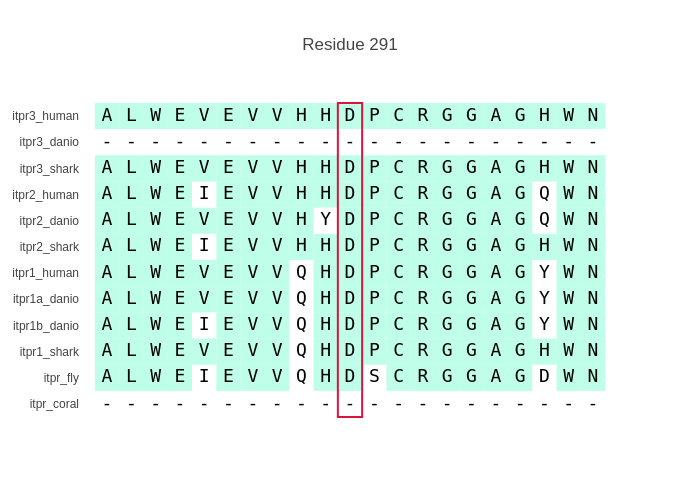 Residue 291
itpr3_human A L W E V E V V H H D P C R G G A G H W N
itpr3_danio - - - - - - - - - - - - - - - - - - - - -
itpr3_shark A L W E V E V V H H D P C R G G A G H W N
itpr2_human A L W E I E V V H H D P C R G G A G Q W N
itpr2_danio A L W E V E V V H Y D P C R G G A G Q W N
itpr2_shark A L W E I E V V H H D P C R G G A G H W N
itpr1_human A L W E V E V V Q H D P C R G G A G Y W N
itpr1a_danio A L W E V E V V Q H D P C R G G A G Y W N
itpr1b_danio A L W E I E V V Q H D P C R G G A G Y W N
itpr1_shark A L W E V E V V Q H D P C R G G A G H W N
itpr_fly A L W E I E V V Q H D S C R G G A G D W N
itpr_coral - - - - - - - - - - - - - - - - - - - - -